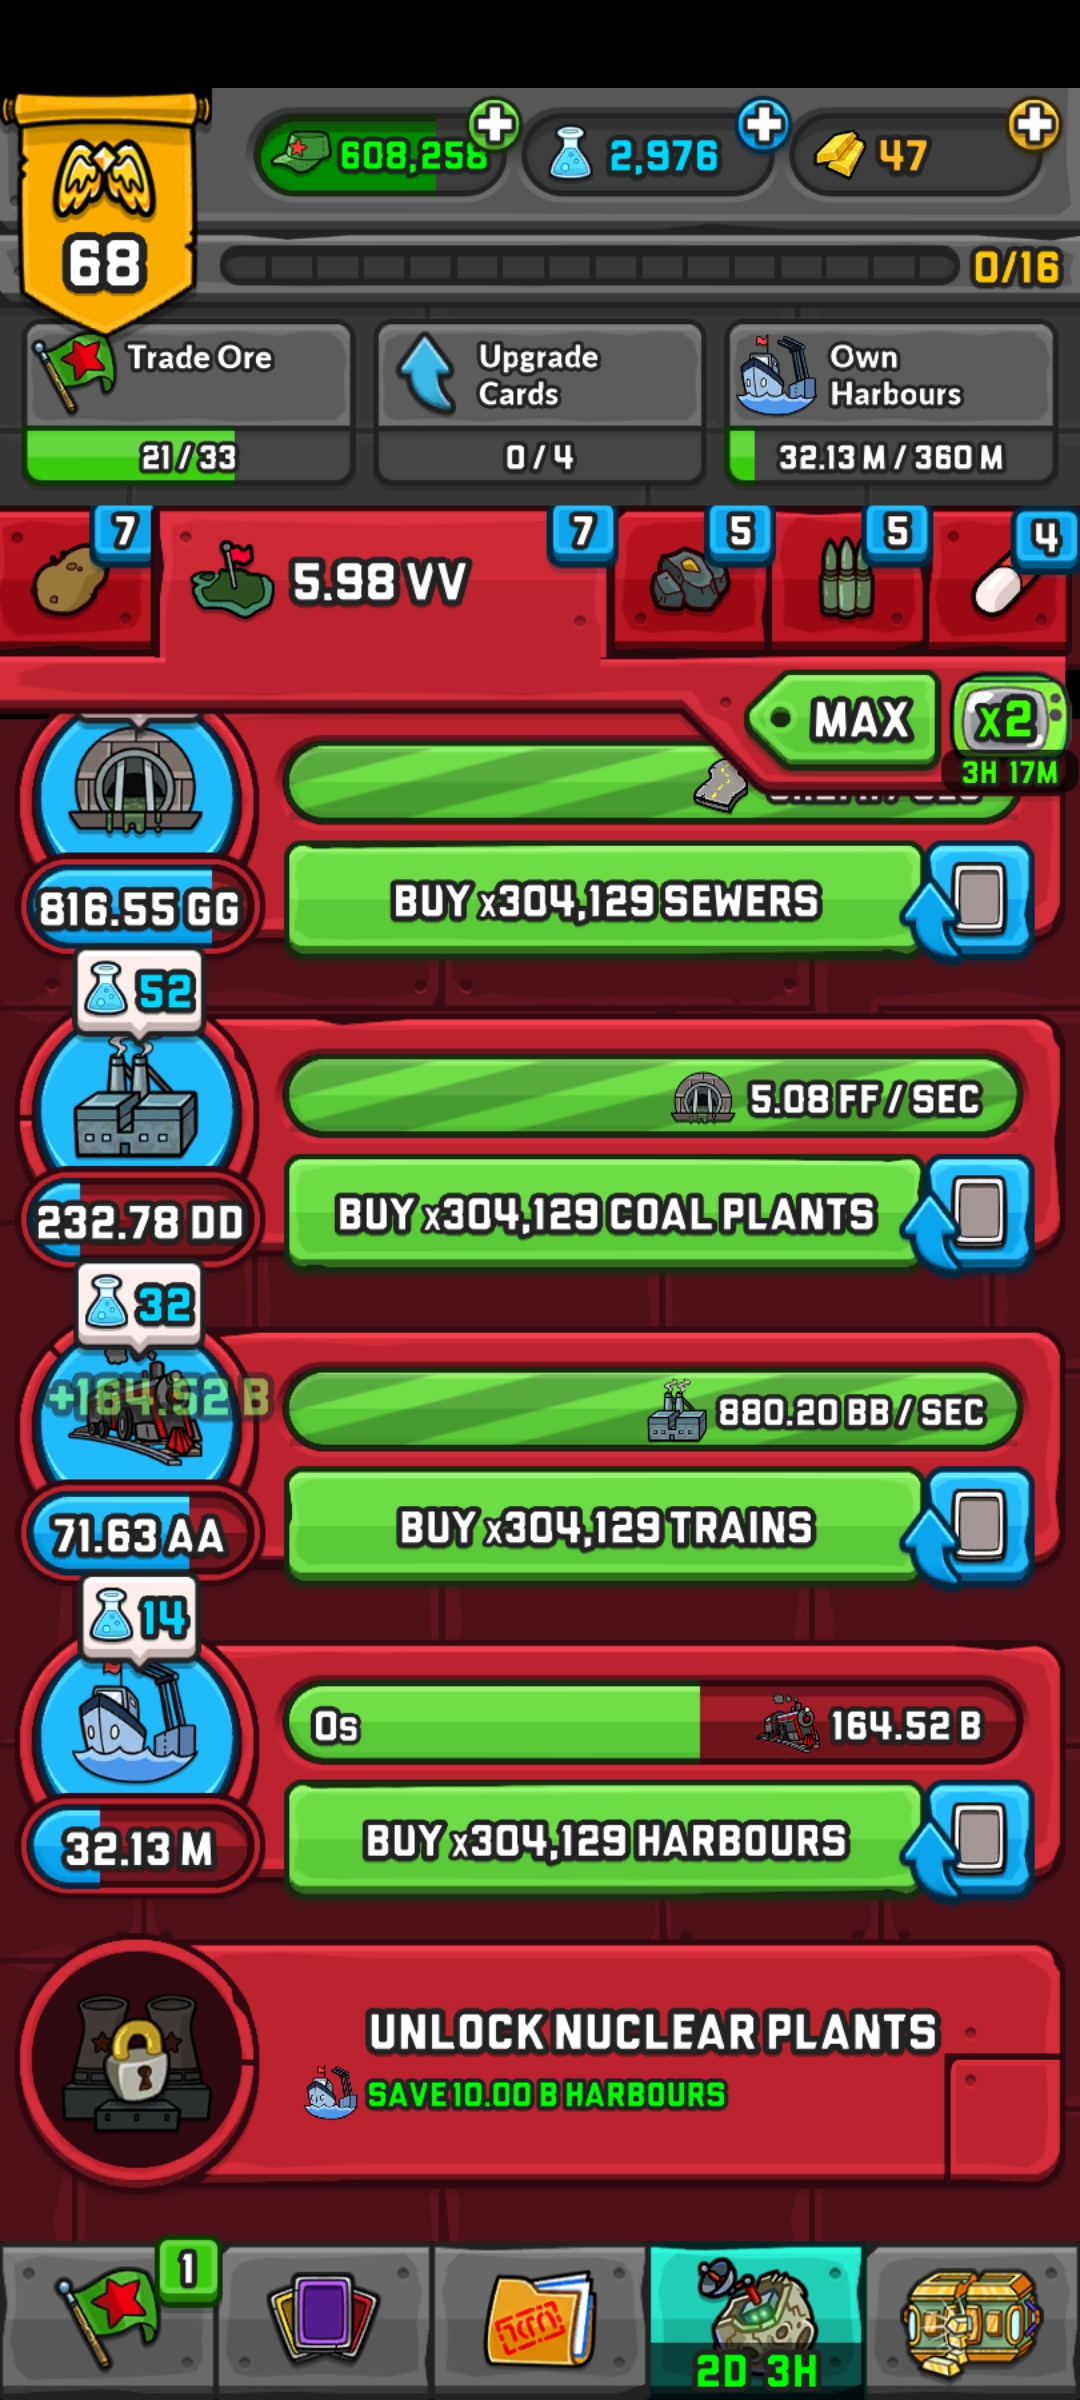 608,258
2,976
47
68
0/16
Trade Ore
21/33
Upgrade
Cards
0/4
Own
Harbours
32.13 M / 360 M
7
5.98 VV
7
5
5
4
MAX
x2
3H 17M
816.55 GG
BUY x304,129 SEWERS
52
5.08 FF / SEC
232.78 DD
BUY x304,129 COAL PLANTS
32
+164.52 B
880.20 BB / SEC
71.63 AA
BUY x304,129 TRAINS
14
0s
164.52 B
32.13 M
BUY x304,129 HARBOURS
UNLOCK NUCLEAR PLANTS
SAVE 10.00 B HARBOURS
1
2D 3H